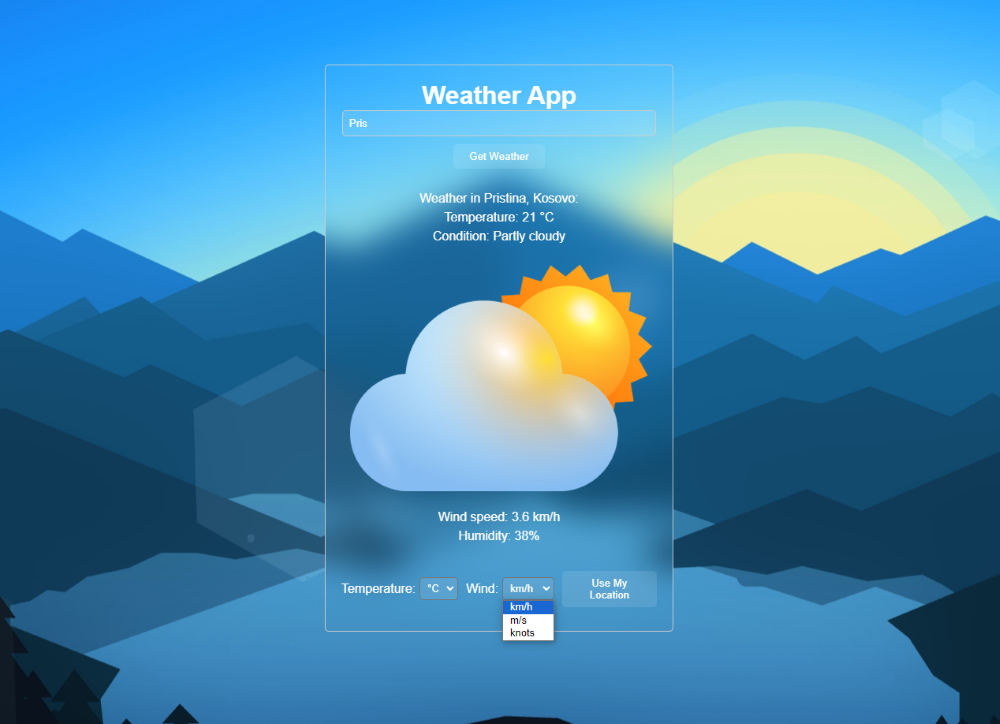 Weather App
Pris
Get Weather
Weather in Pristina, Kosovo:
Temperature: 21 °C
Condition: Partly cloudy
Wind speed: 3.6 km/h
Humidity: 38%
Temperature: °C Wind: km/h Use My
Location
km/h
m/s
knots